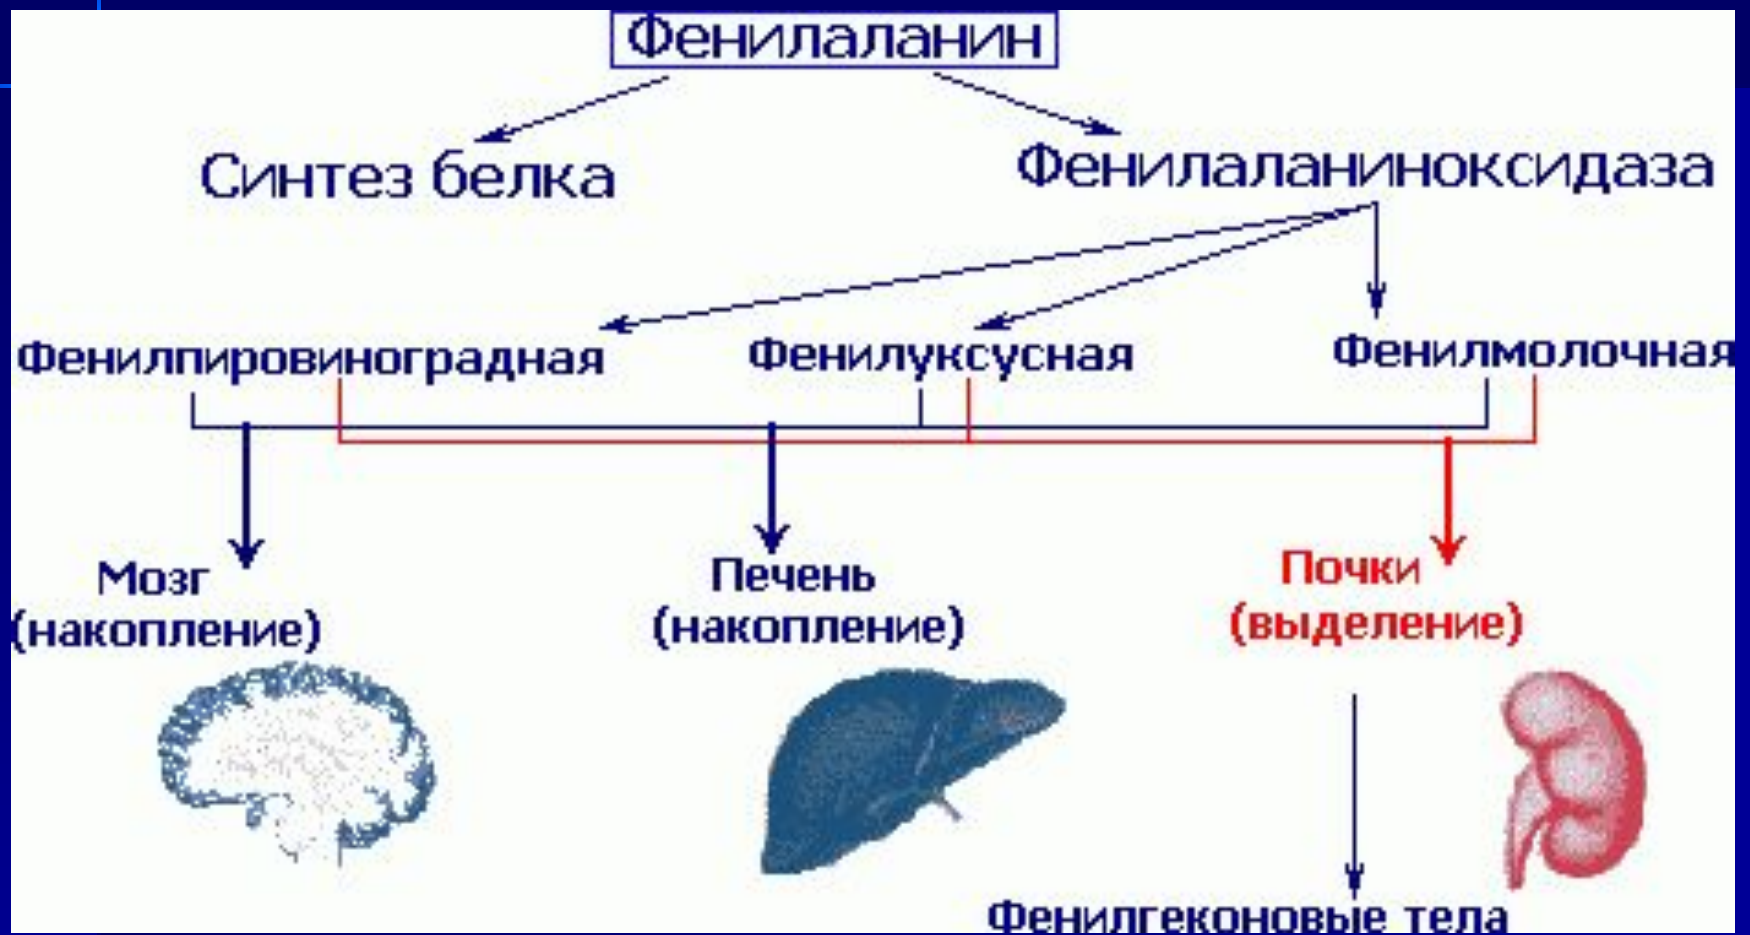 Фенилаланин
Синтез белка
Фенилаланиноксидаза
Фенилпировиноградная
Фенилуксусная
Фенилмолочная
Мозг
(накопление)
Печень
(накопление)
Почки
(выделение)
Фенилгеконовые тела